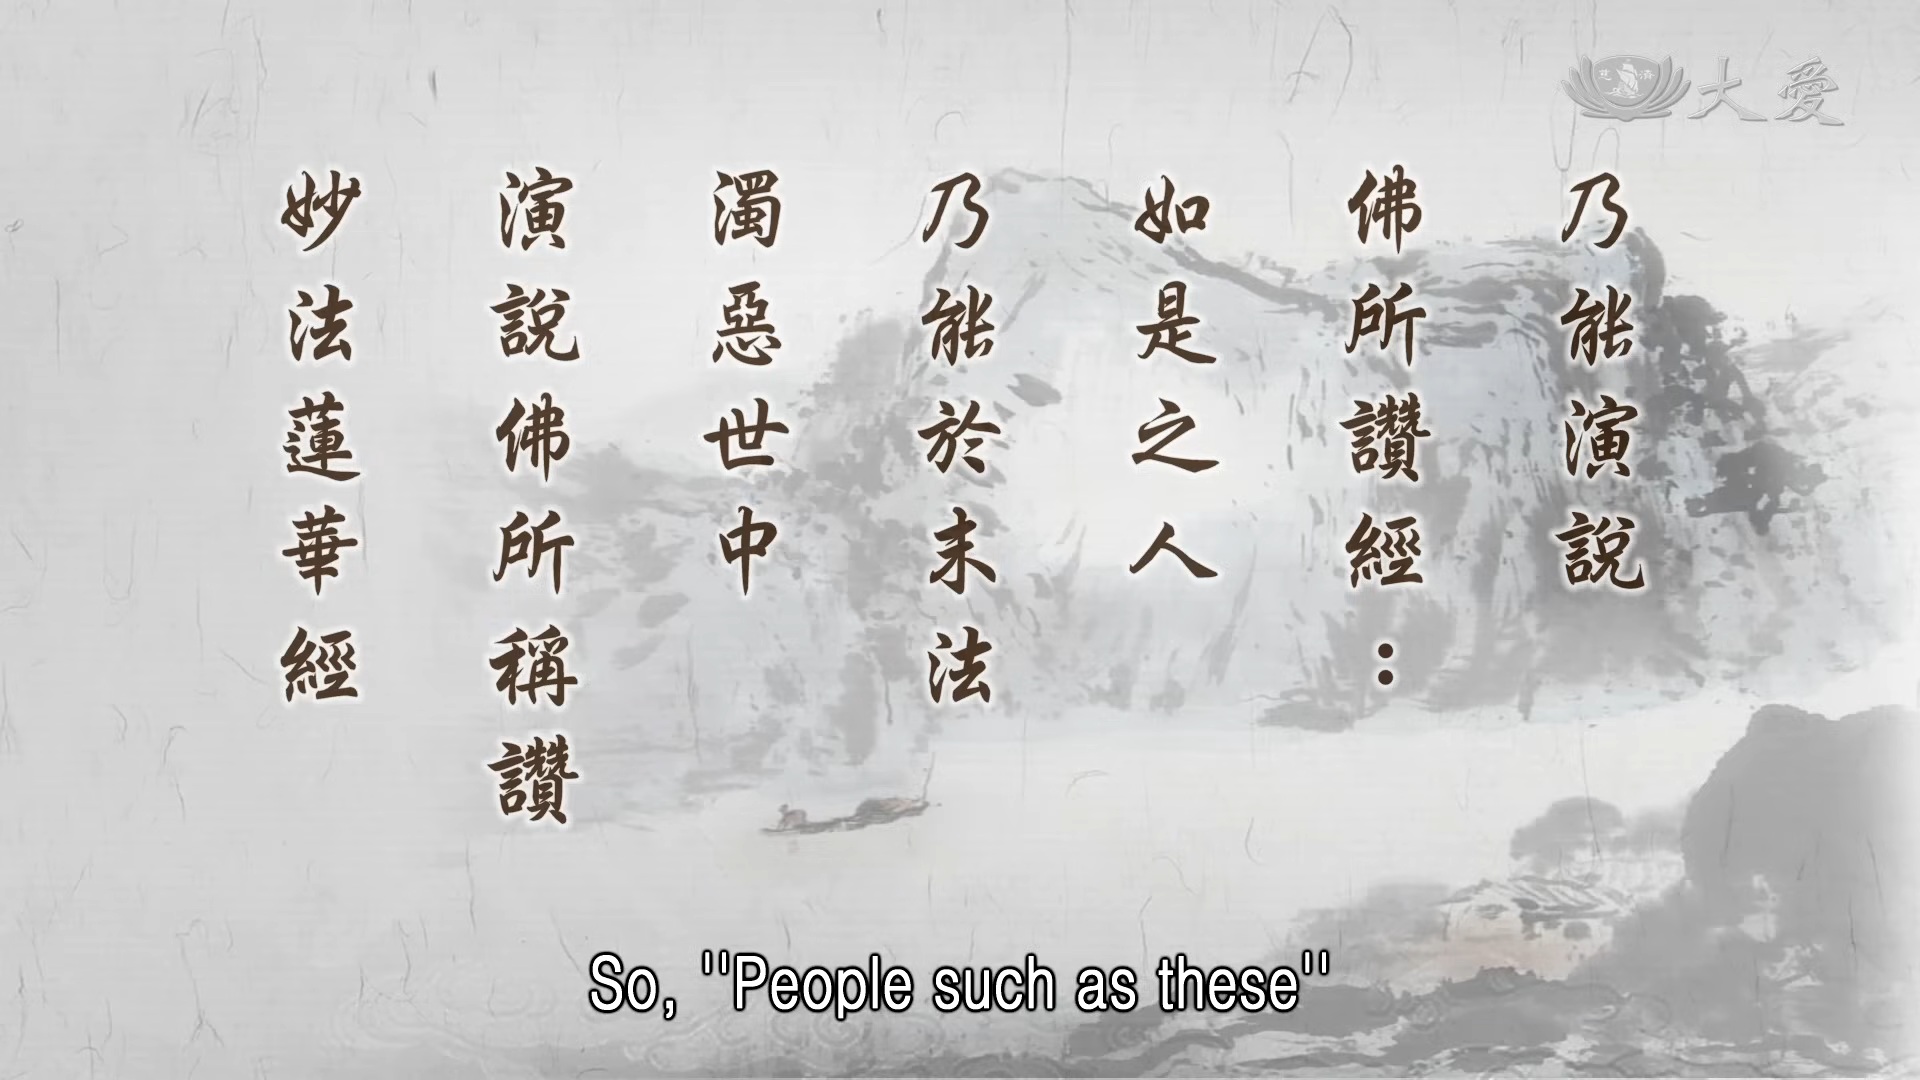 大愛
乃能演說
佛所讚經：
如是之人
乃能於末法
濁惡世中
演說佛所稱讚
妙法蓮華經
So, "People such as these"